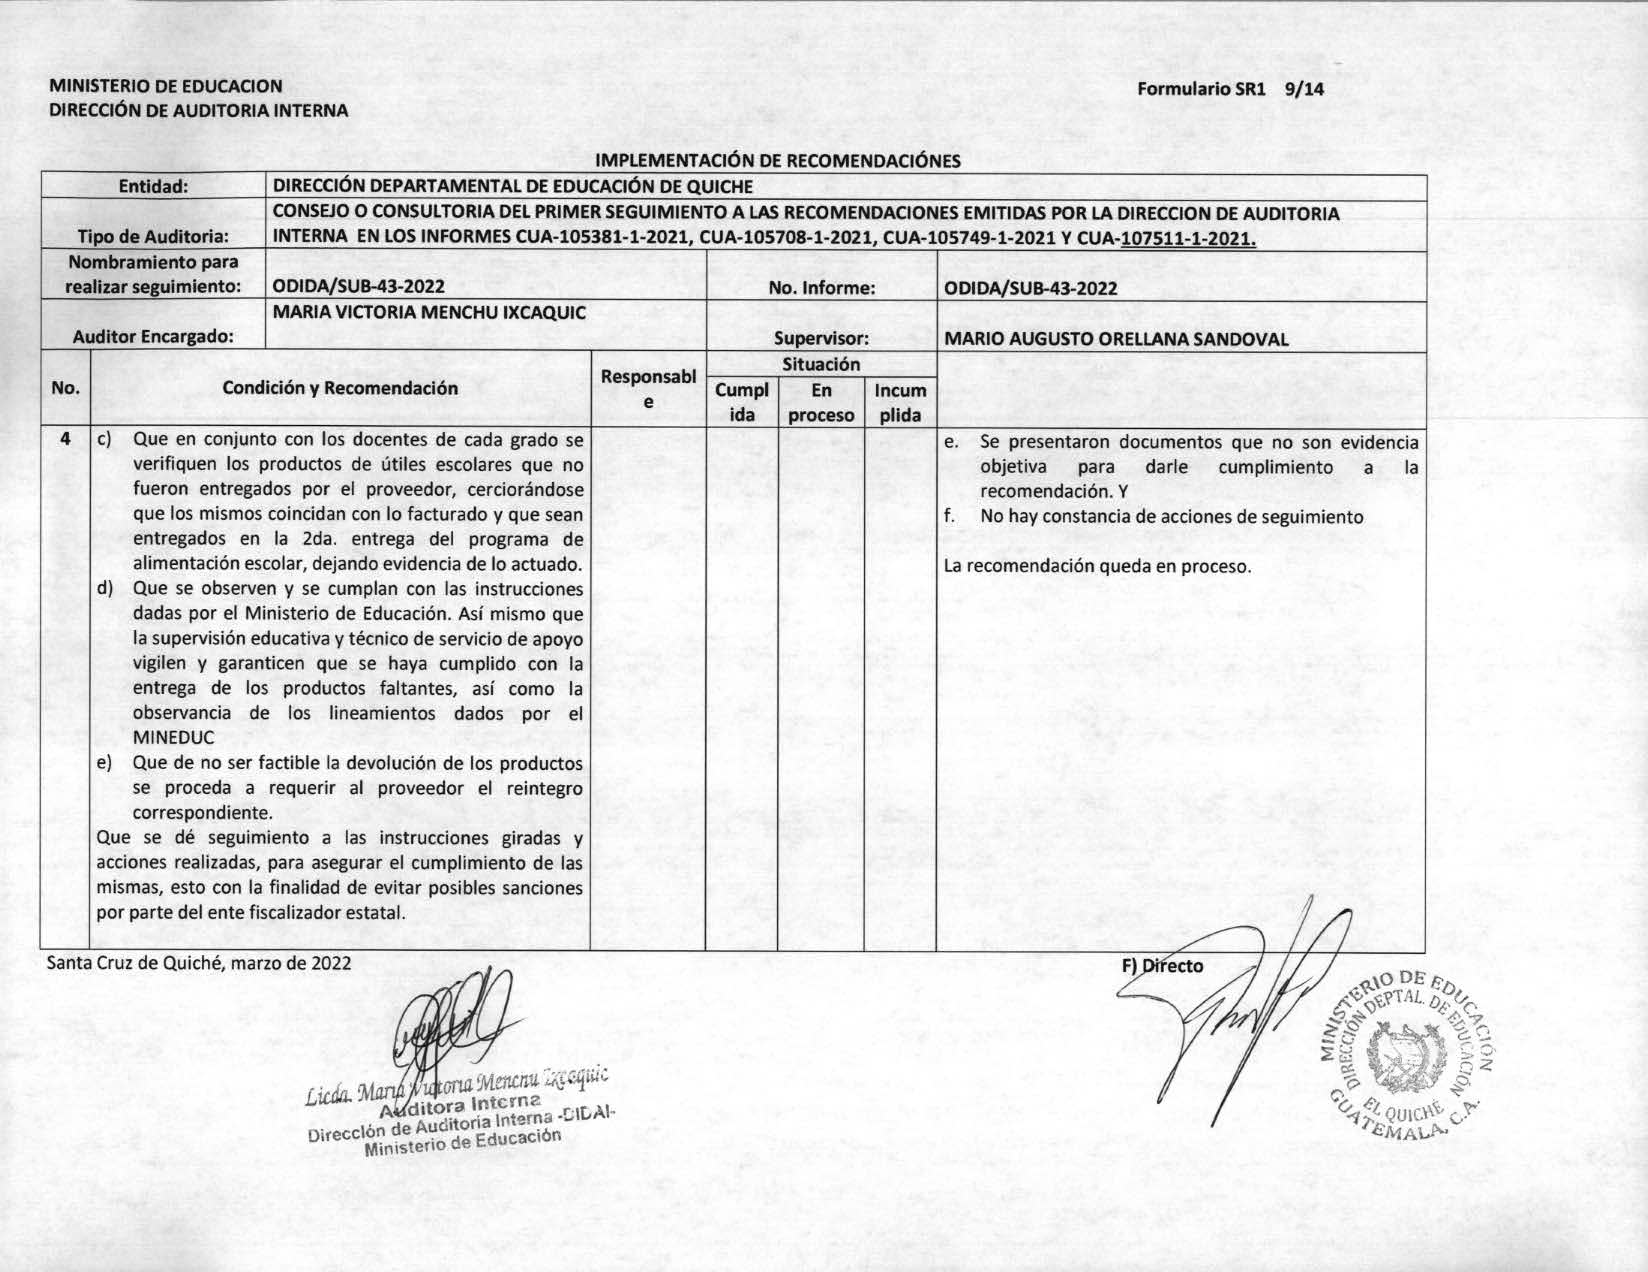 MINISTERIO DE EDUCACION
DIRECCIÓN DE AUDITORIA INTERNA
Formulario SR1 9/14
IMPLEMENTACIÓN DE RECOMENDACIÓNES
Entidad: DIRECCIÓN DEPARTAMENTAL DE EDUCACIÓN DE QUICHE
Tipo de Auditoria:
CONSEJO O CONSULTORIA DEL PRIMER SEGUIMIENTO A LAS RECOMENDACIONES EMITIDAS POR LA DIRECCION DE AUDITORIA
INTERNA EN LOS INFORMES CUA-105381-1-2021, CUA-105708-1-2021, CUA-105749-1-2021 Y CUA-107511-1-2021.
Nombramiento para
realizar seguimiento:
ODIDA/SUB-43-2022
No. Informe:
ODIDA/SUB-43-2022
Auditor Encargado:
MARIA VICTORIA MENCHU IXCAQUIC
Supervisor:
MARIO AUGUSTO ORELLANA SANDOVAL
No.
Condición y Recomendación
Responsabl
e
Situación
Cumpl
ida
En
proceso
Incum
plida
4
c) Que en conjunto con los docentes de cada grado se
verifiquen los productos de útiles escolares que no
fueron entregados por el proveedor, cerciorándose
que los mismos coincidan con lo facturado y que sean
entregados en la 2da. entrega del programa de
alimentación escolar, dejando evidencia de lo actuado.
d) Que se observen y se cumplan con las instrucciones
dadas por el Ministerio de Educación. Así mismo que
la supervisión educativa y técnico de servicio de apoyo
vigilen y garanticen que se haya cumplido con la
entrega de los productos faltantes, así como la
observancia de los lineamientos dados por el
MINEDUC
e) Que de no ser factible la devolución de los productos
se proceda a requerir al proveedor el reintegro
correspondiente.
Que se dé seguimiento a las instrucciones giradas y
acciones realizadas, para asegurar el cumplimiento de las
mismas, esto con la finalidad de evitar posibles sanciones
por parte del ente fiscalizador estatal.
e. Se presentaron documentos que no son evidencia
objetiva para darle cumplimiento a la
recomendación. Y
f. No hay constancia de acciones de seguimiento
La recomendación queda en proceso.
Santa Cruz de Quiché, marzo de 2022
F) Directo
Licda. Maria Victoria Menchu Ixcaquic
Auditora Interna
Dirección de Auditoria Interna -DIDAI-
Ministerio de Educación
MINISTERIO DE EDUCACIÓN
DIRECCIÓN DEPTAL. DE EDUCACIÓN
EL QUICHÉ
GUATEMALA, C.A.